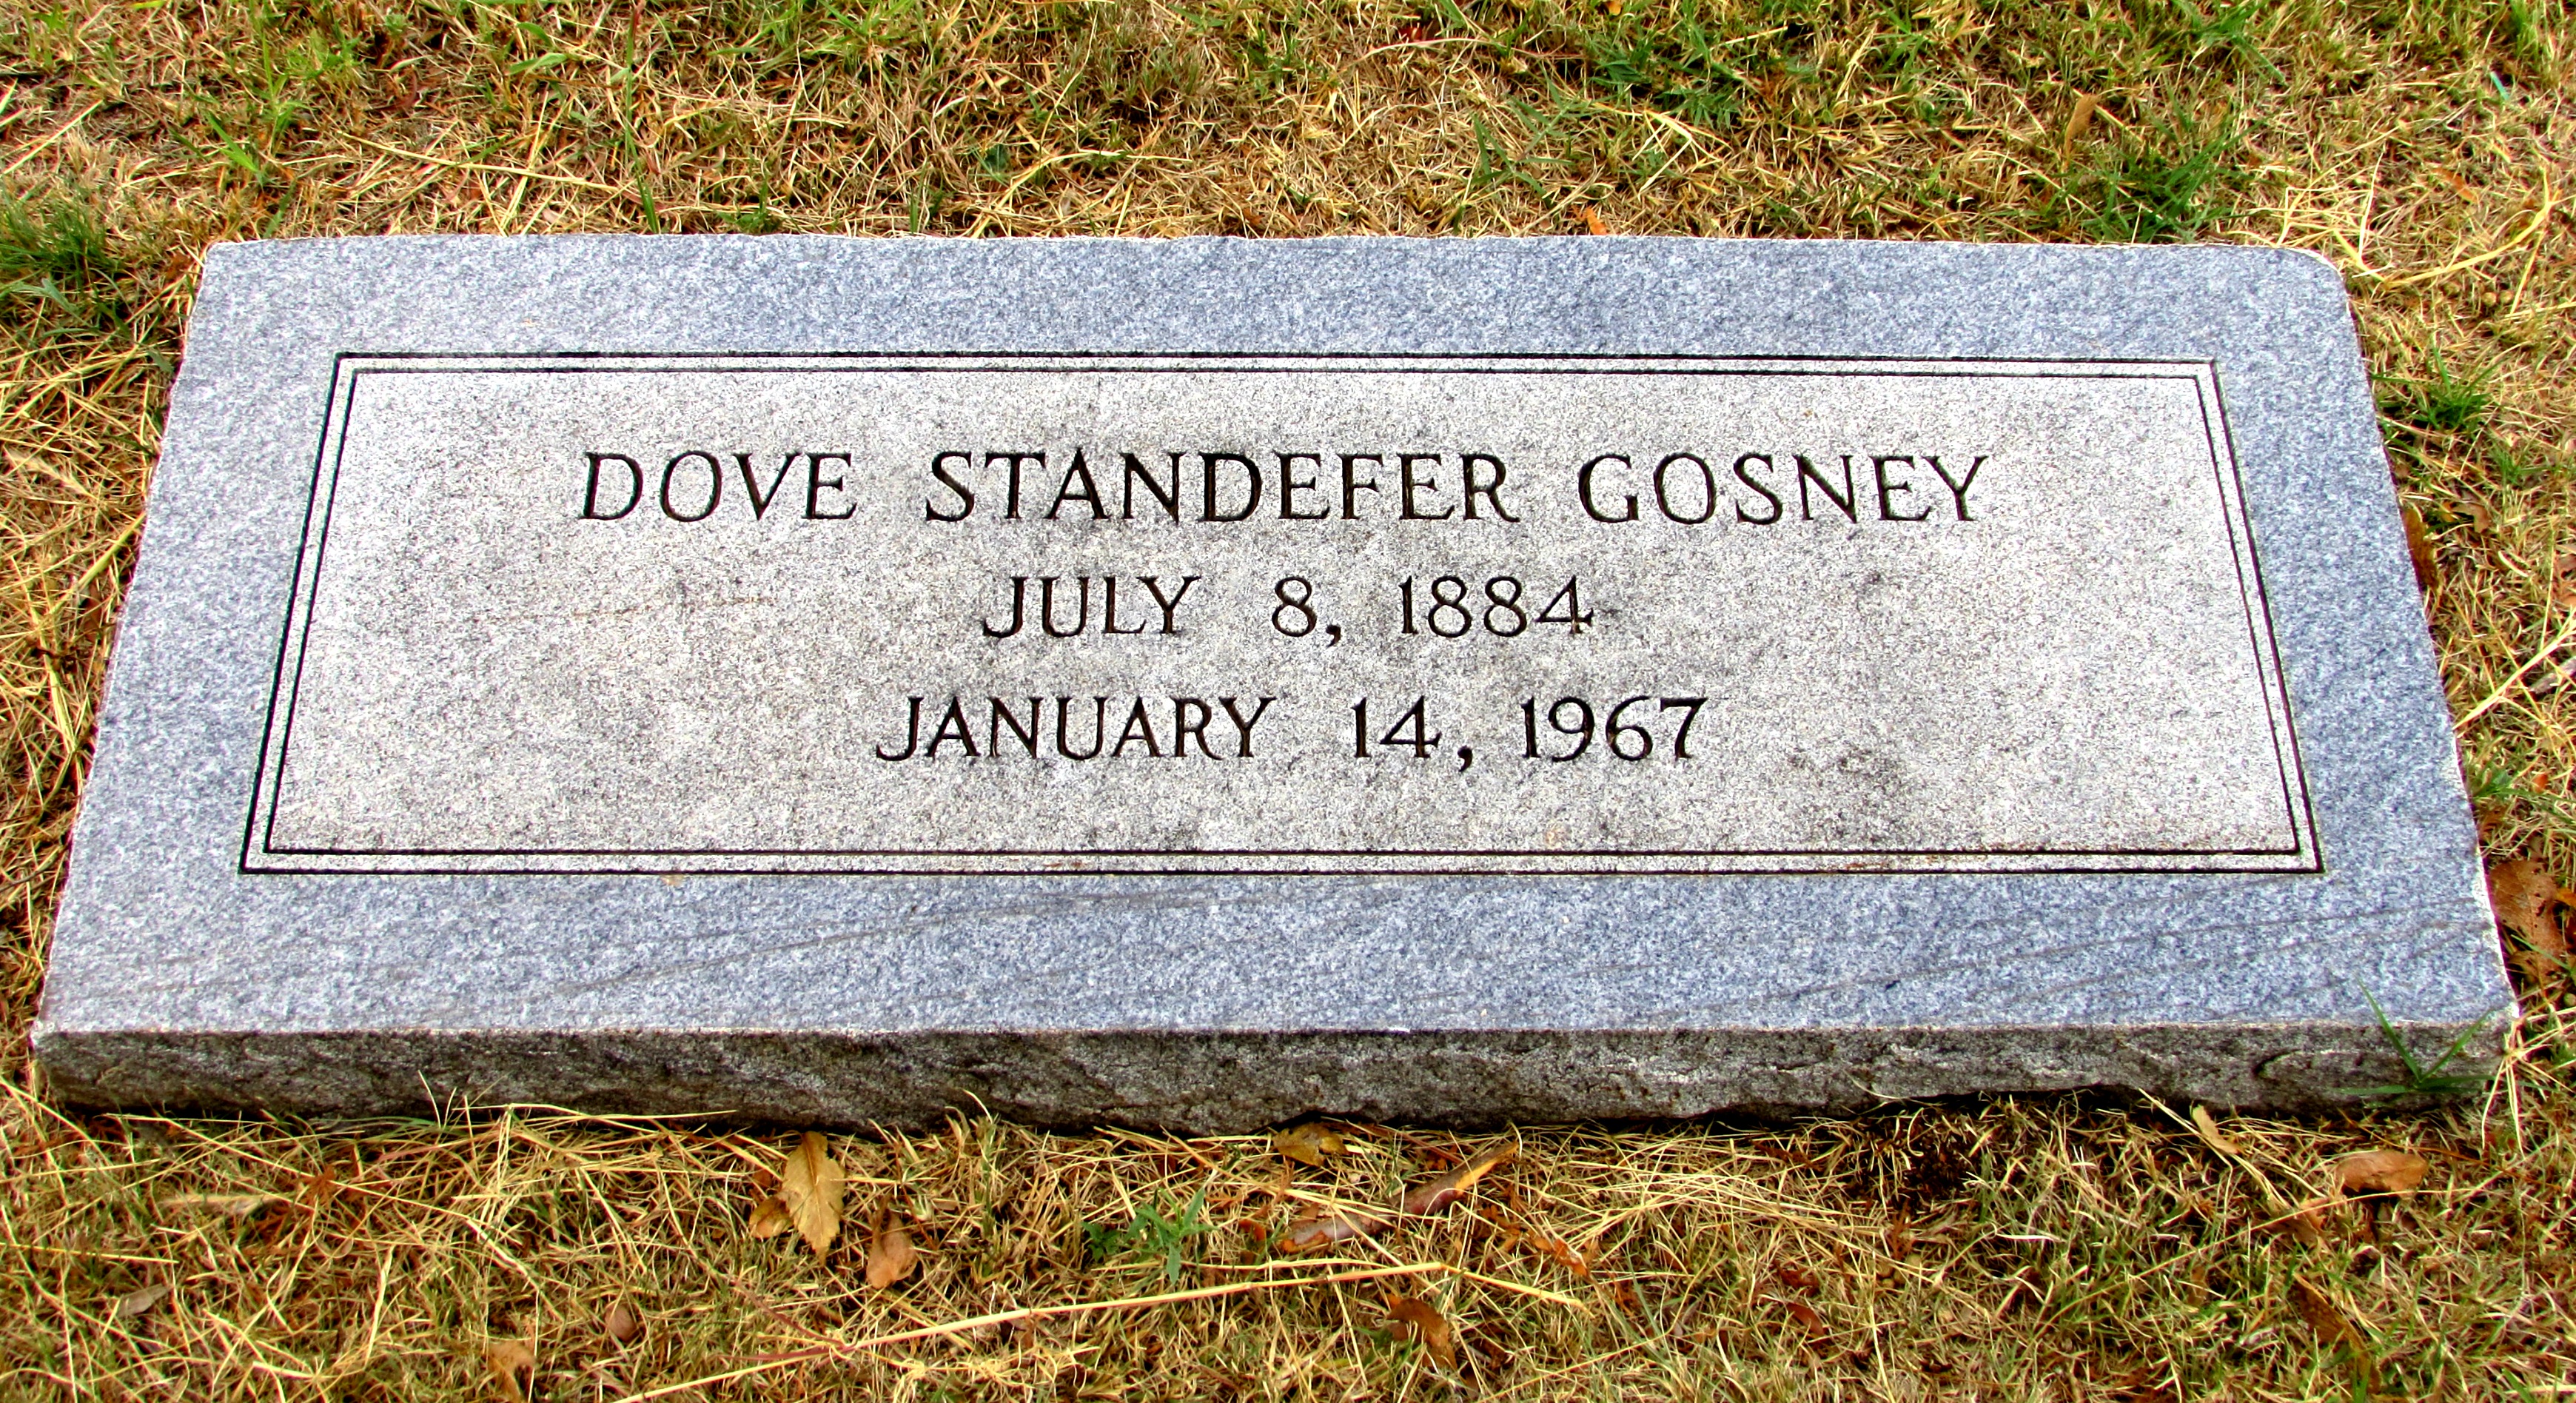 DOVE STANDEFER GOSNEY
JULY 8, 1884
JANUARY 14, 1967